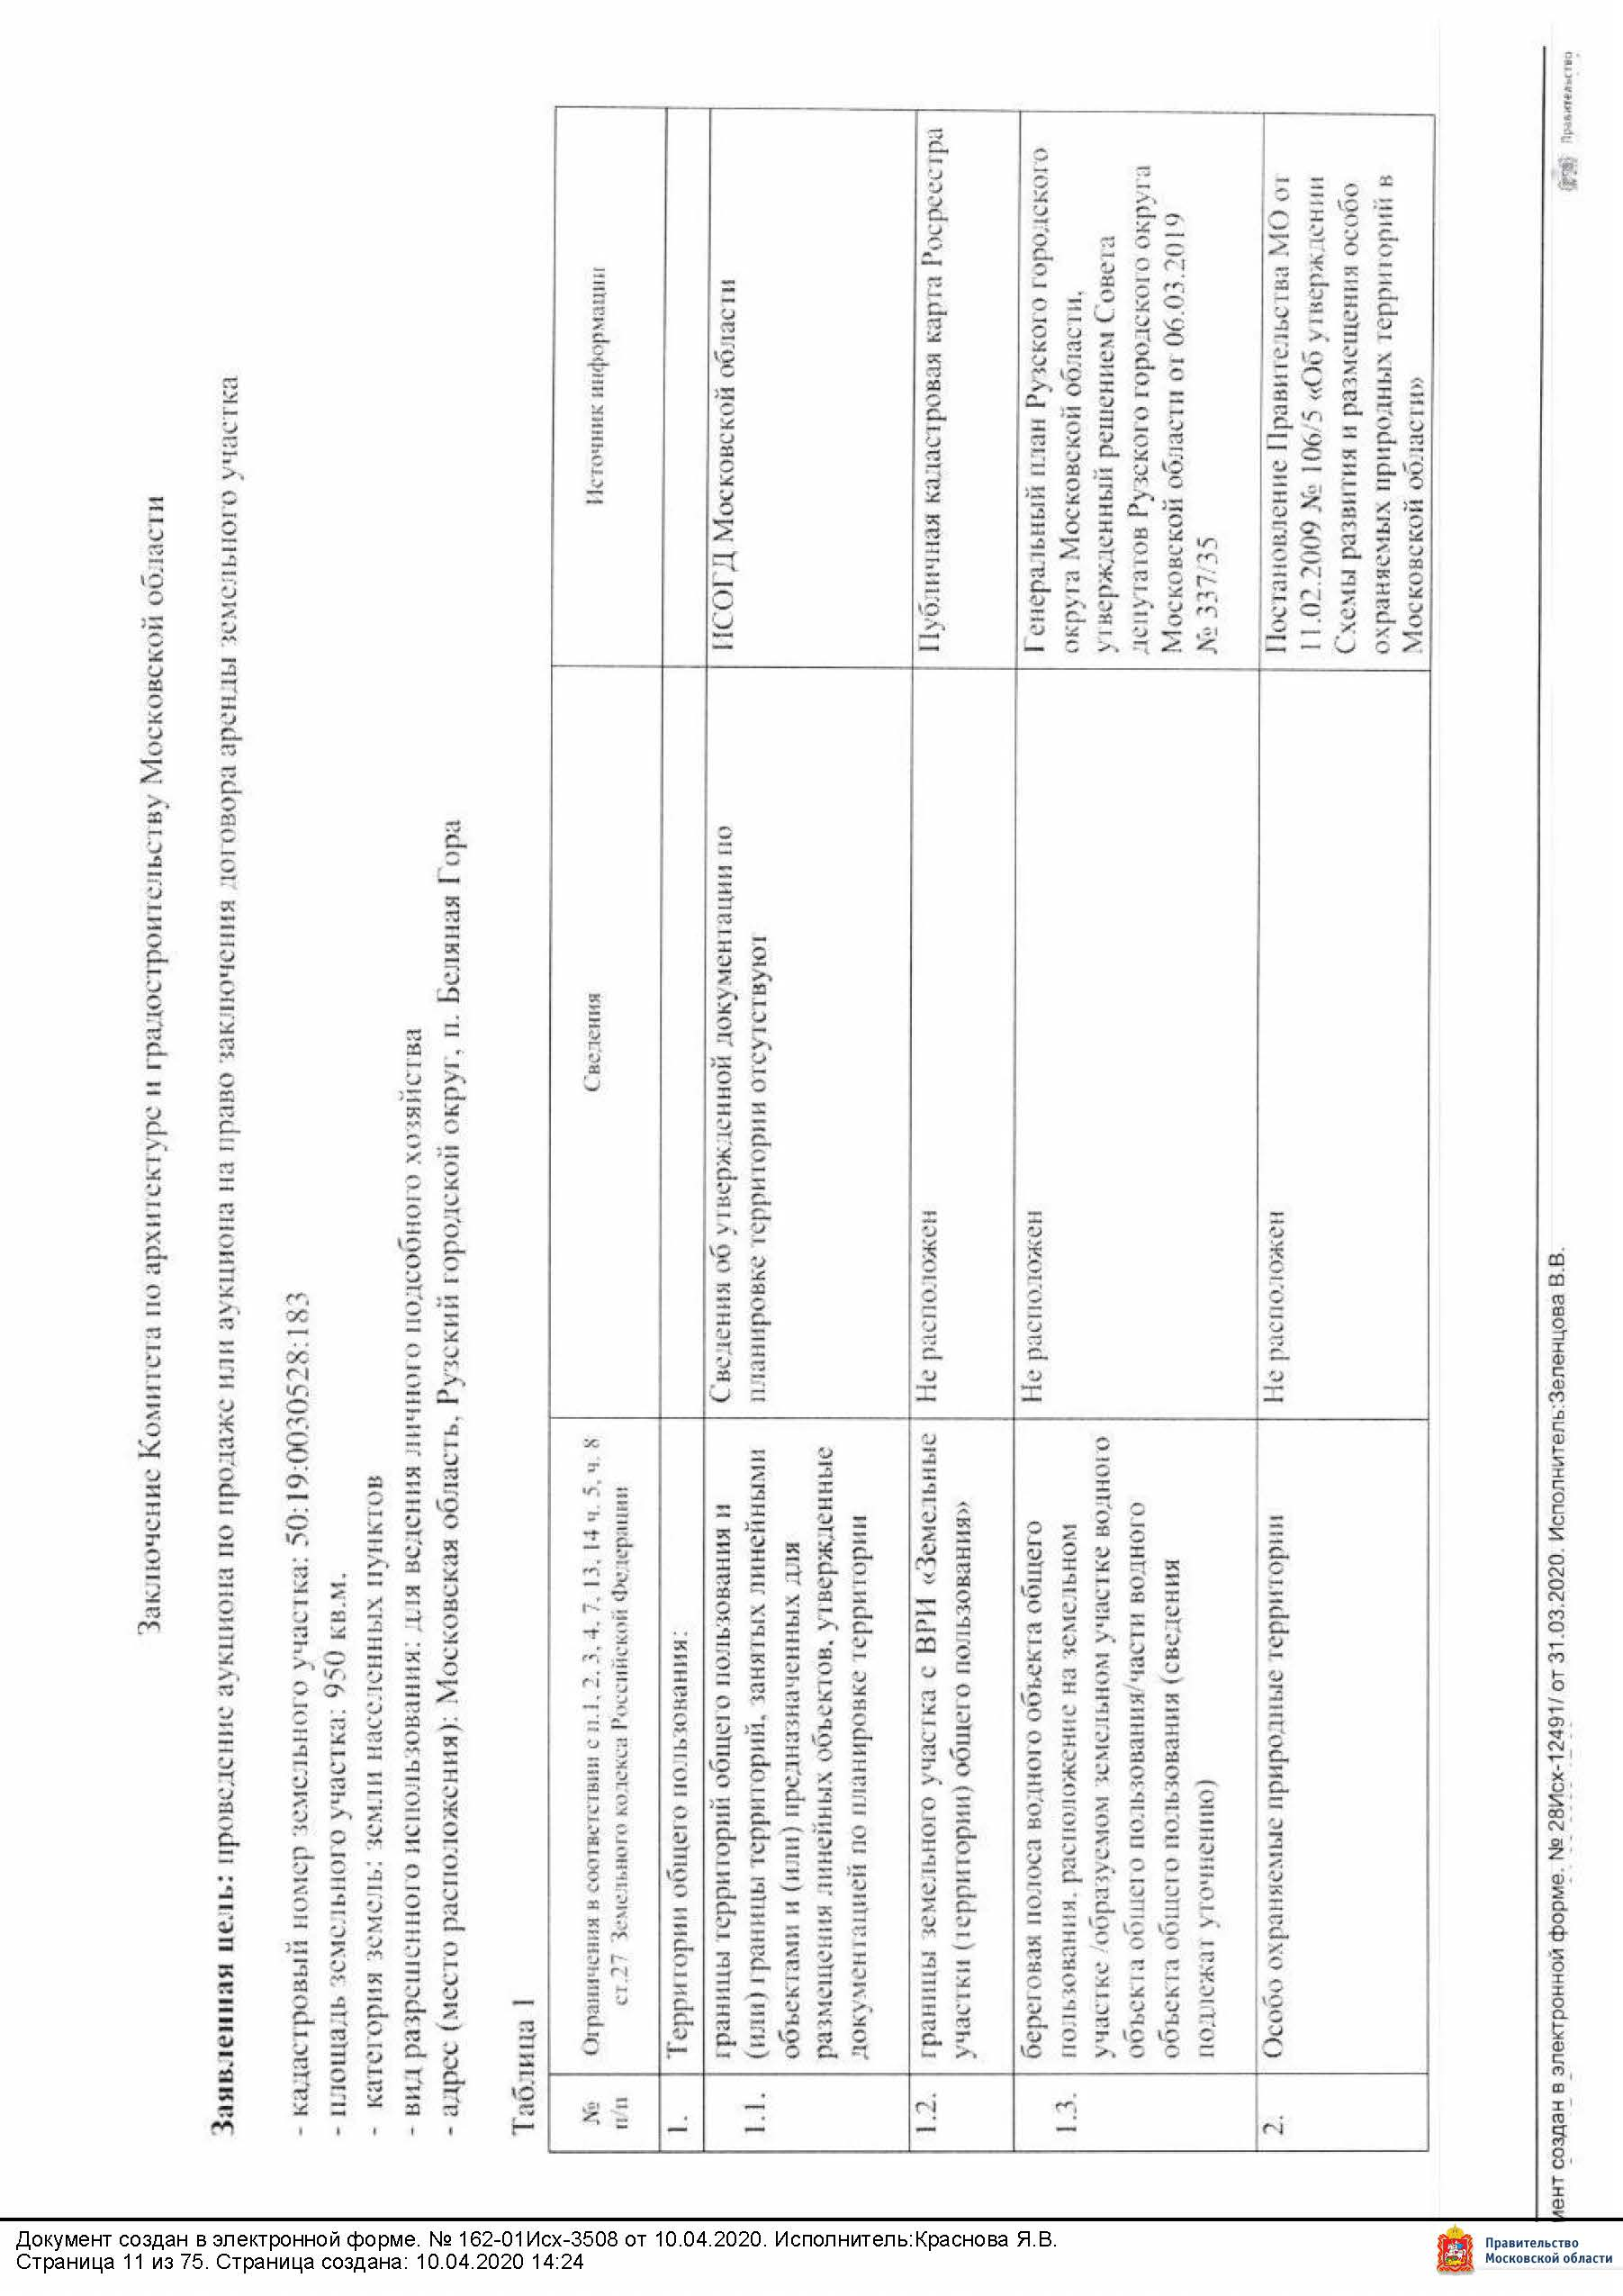 Заключение Комитета по архитектуре и градостроительству Московской области
Заявленная цель: проведение аукциона по продаже или аукциона на право заключения договора аренды земельного участка
- кадастровый номер земельного участка: 50:19:0030528:183
- площадь земельного участка: 950 кв.м.
- категория земель: земли населенных пунктов
- вид разрешенного использования: для ведения личного подсобного хозяйства
- адрес (место расположения): Московская область, Рузский городской округ, п. Беляная Гора
Таблица 1
№
п/п
Ограничения в соответствии с п.1, 2, 3, 4, 7, 13, 14 ч. 5, ч. 8
ст.27 Земельного кодекса Российской Федерации
Сведения
Источник информации
1.
Территории общего пользования:
1.1.
границы территорий общего пользования и
(или) границы территорий, занятых линейными
объектами и (или) предназначенных для
размещения линейных объектов, утвержденные
документацией по планировке территории
Сведения об утвержденной документации по
планировке территории отсутствуют
ИСОГД Московской области
1.2.
границы земельного участка с ВРИ «Земельные
участки (территории) общего пользования»
Не расположен
Публичная кадастровая карта Росреестра
1.3.
береговая полоса водного объекта общего
пользования, расположение на земельном
участке /образуемом земельном участке водного
объекта общего пользования/части водного
объекта общего пользования (сведения
подлежат уточнению)
Не расположен
Генеральный план Рузского городского
округа Московской области,
утвержденный решением Совета
депутатов Рузского городского округа
Московской области от 06.03.2019
№ 337/35
2.
Особо охраняемые природные территории
Не расположен
Постановление Правительства МО от
11.02.2009 № 106/5 «Об утверждении
Схемы развития и размещения особо
охраняемых природных территорий в
Московской области»
мент создан в электронной форме. № 28Исх-12491/ от 31.03.2020. Исполнитель:Зеленцова В.В.
Правительство
Документ создан в электронной форме. № 162-01Исх-3508 от 10.04.2020. Исполнитель:Краснова Я.В.
Страница 11 из 75. Страница создана: 10.04.2020 14:24
Правительство
Московской области